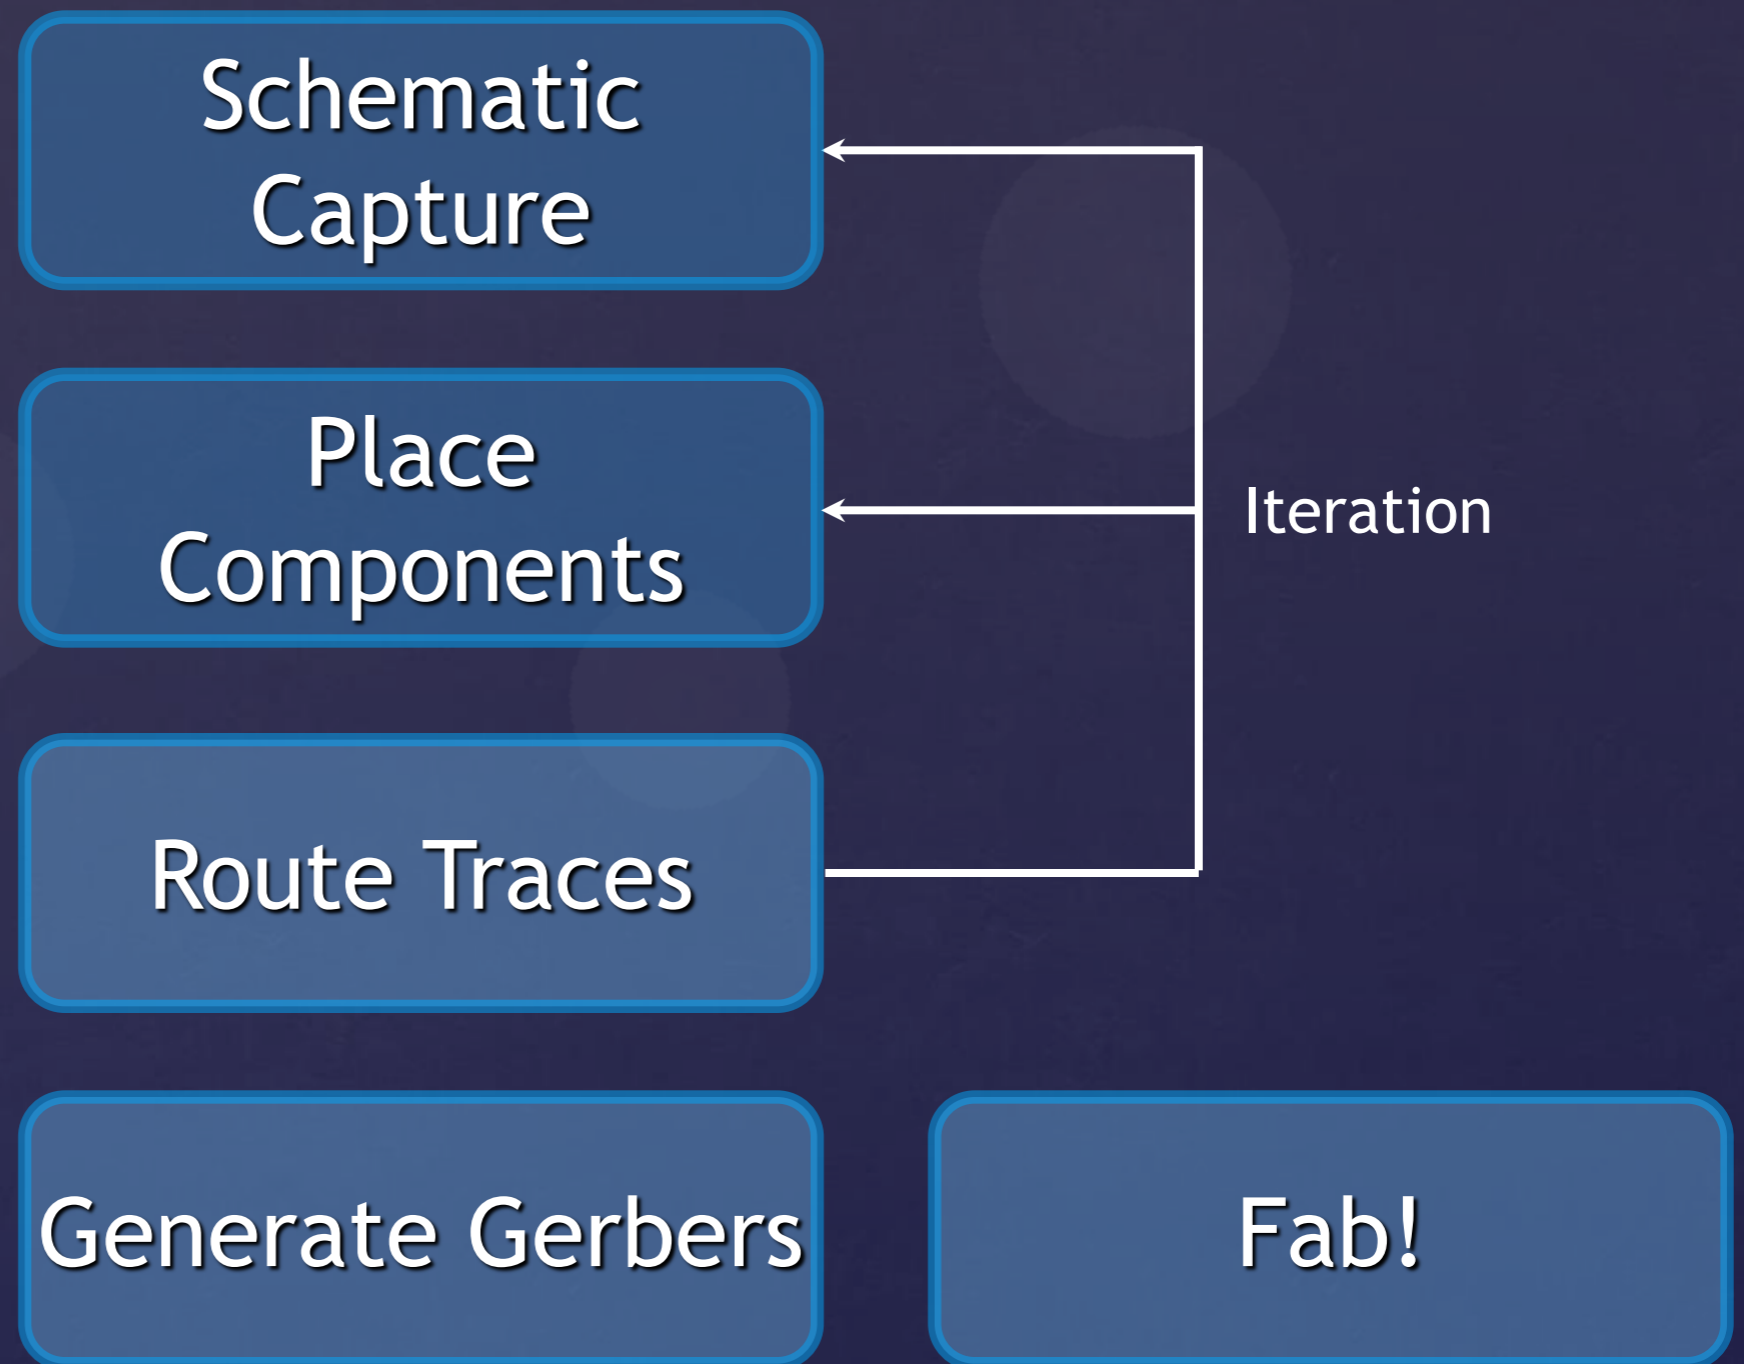 Schematic
Capture
Place
Components
Iteration
Route Traces
Generate Gerbers
Fab!